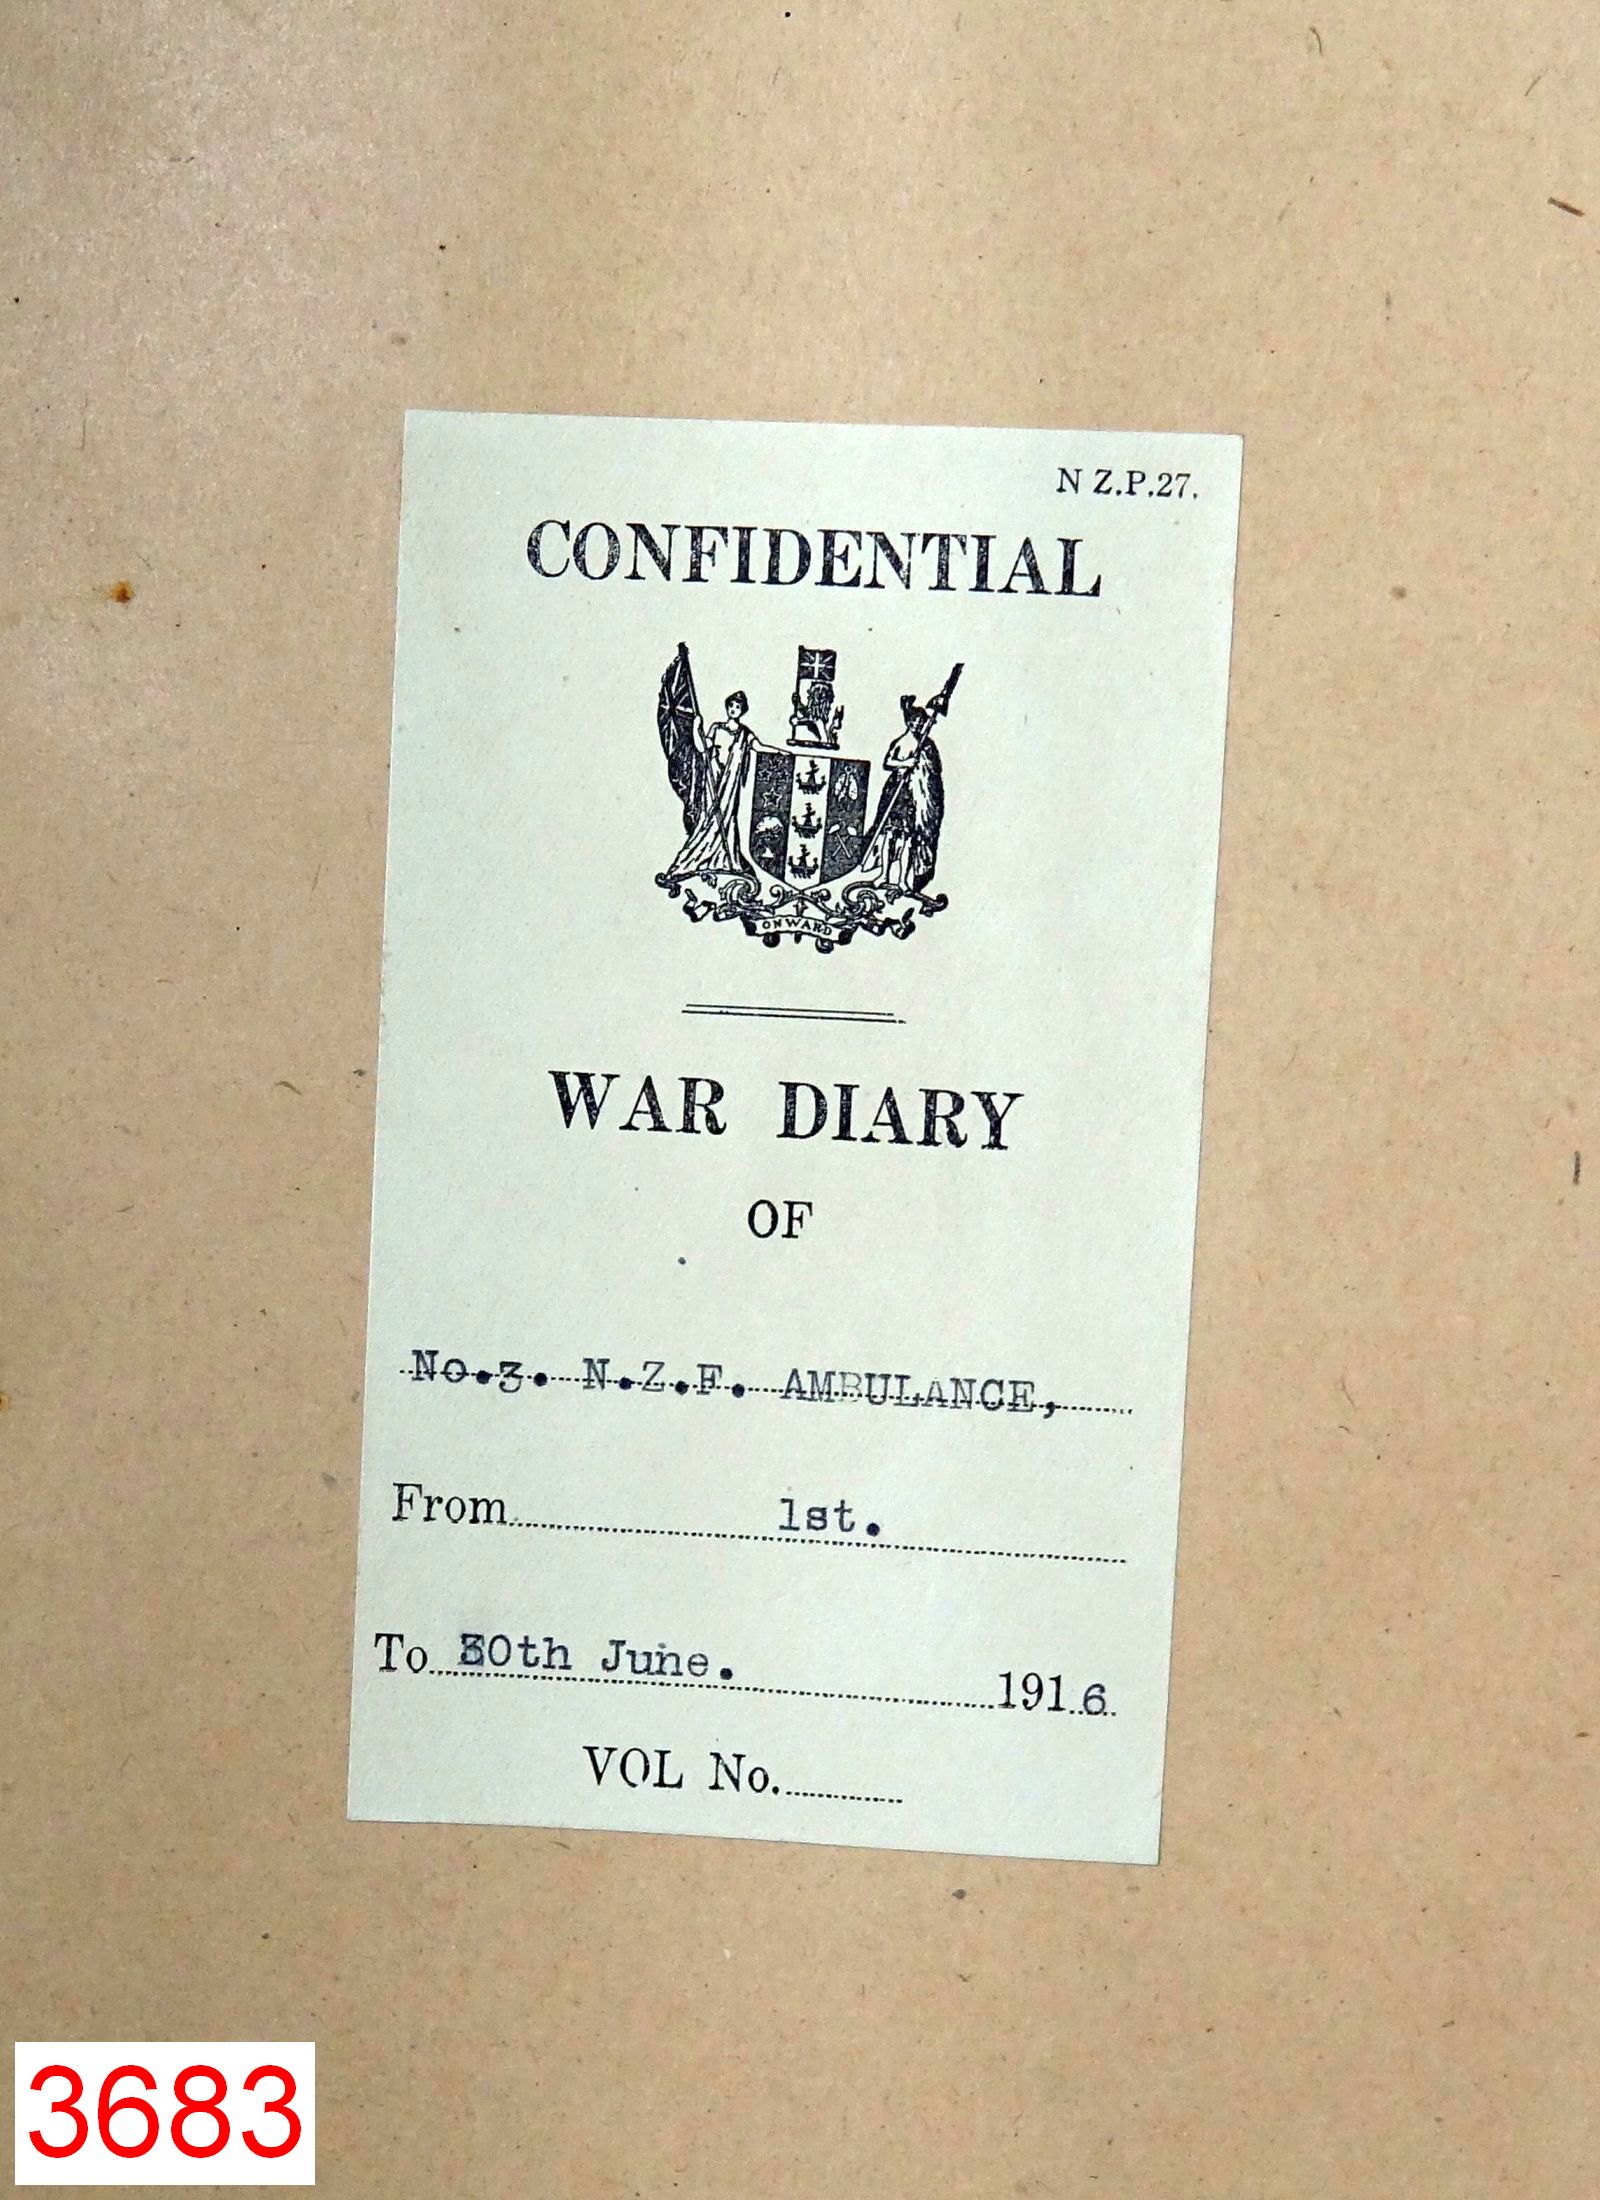 N Z.P.27.
CONFIDENTIAL
ONWARD
WAR DIARY
OF
No.3. N.Z.F. AMBULANCE,
From 1st.
To 30th June. 1916
VOL No.
3683